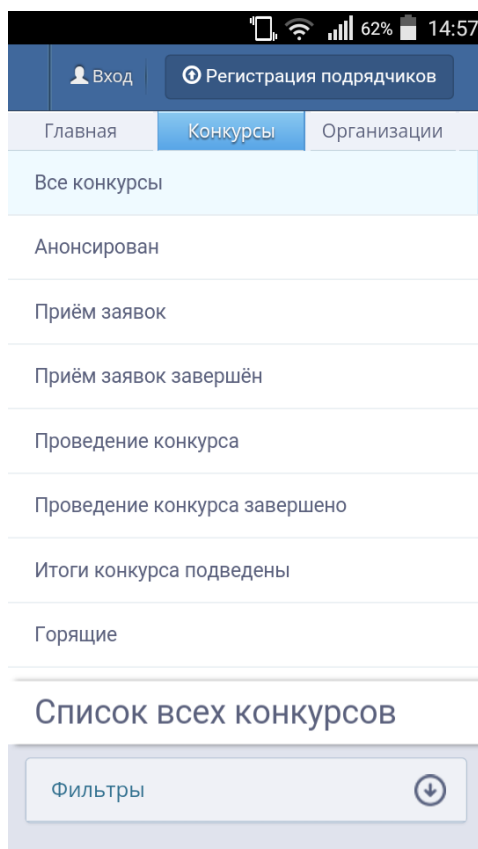 62% 14:57
Вход Регистрация подрядчиков
Главная Конкурсы Организации
Все конкурсы
Анонсирован
Приём заявок
Приём заявок завершён
Проведение конкурса
Проведение конкурса завершено
Итоги конкурса подведены
Горящие
Список всех конкурсов
Фильтры